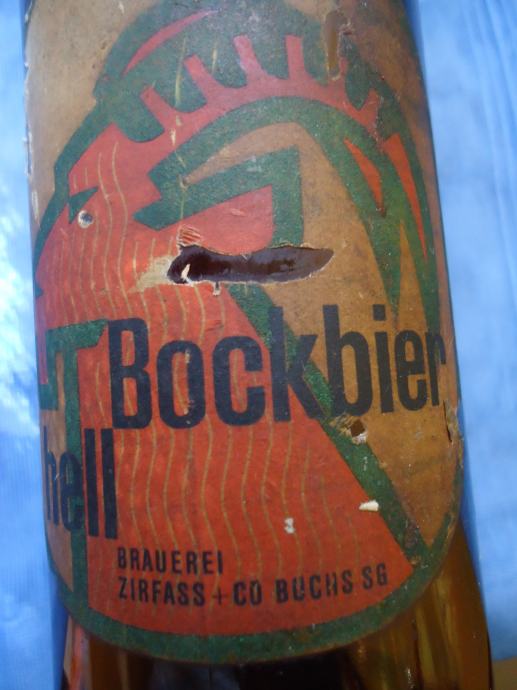 Bockbier
hell
BRAUEREI
ZIRFASS + CO BUCHS SG